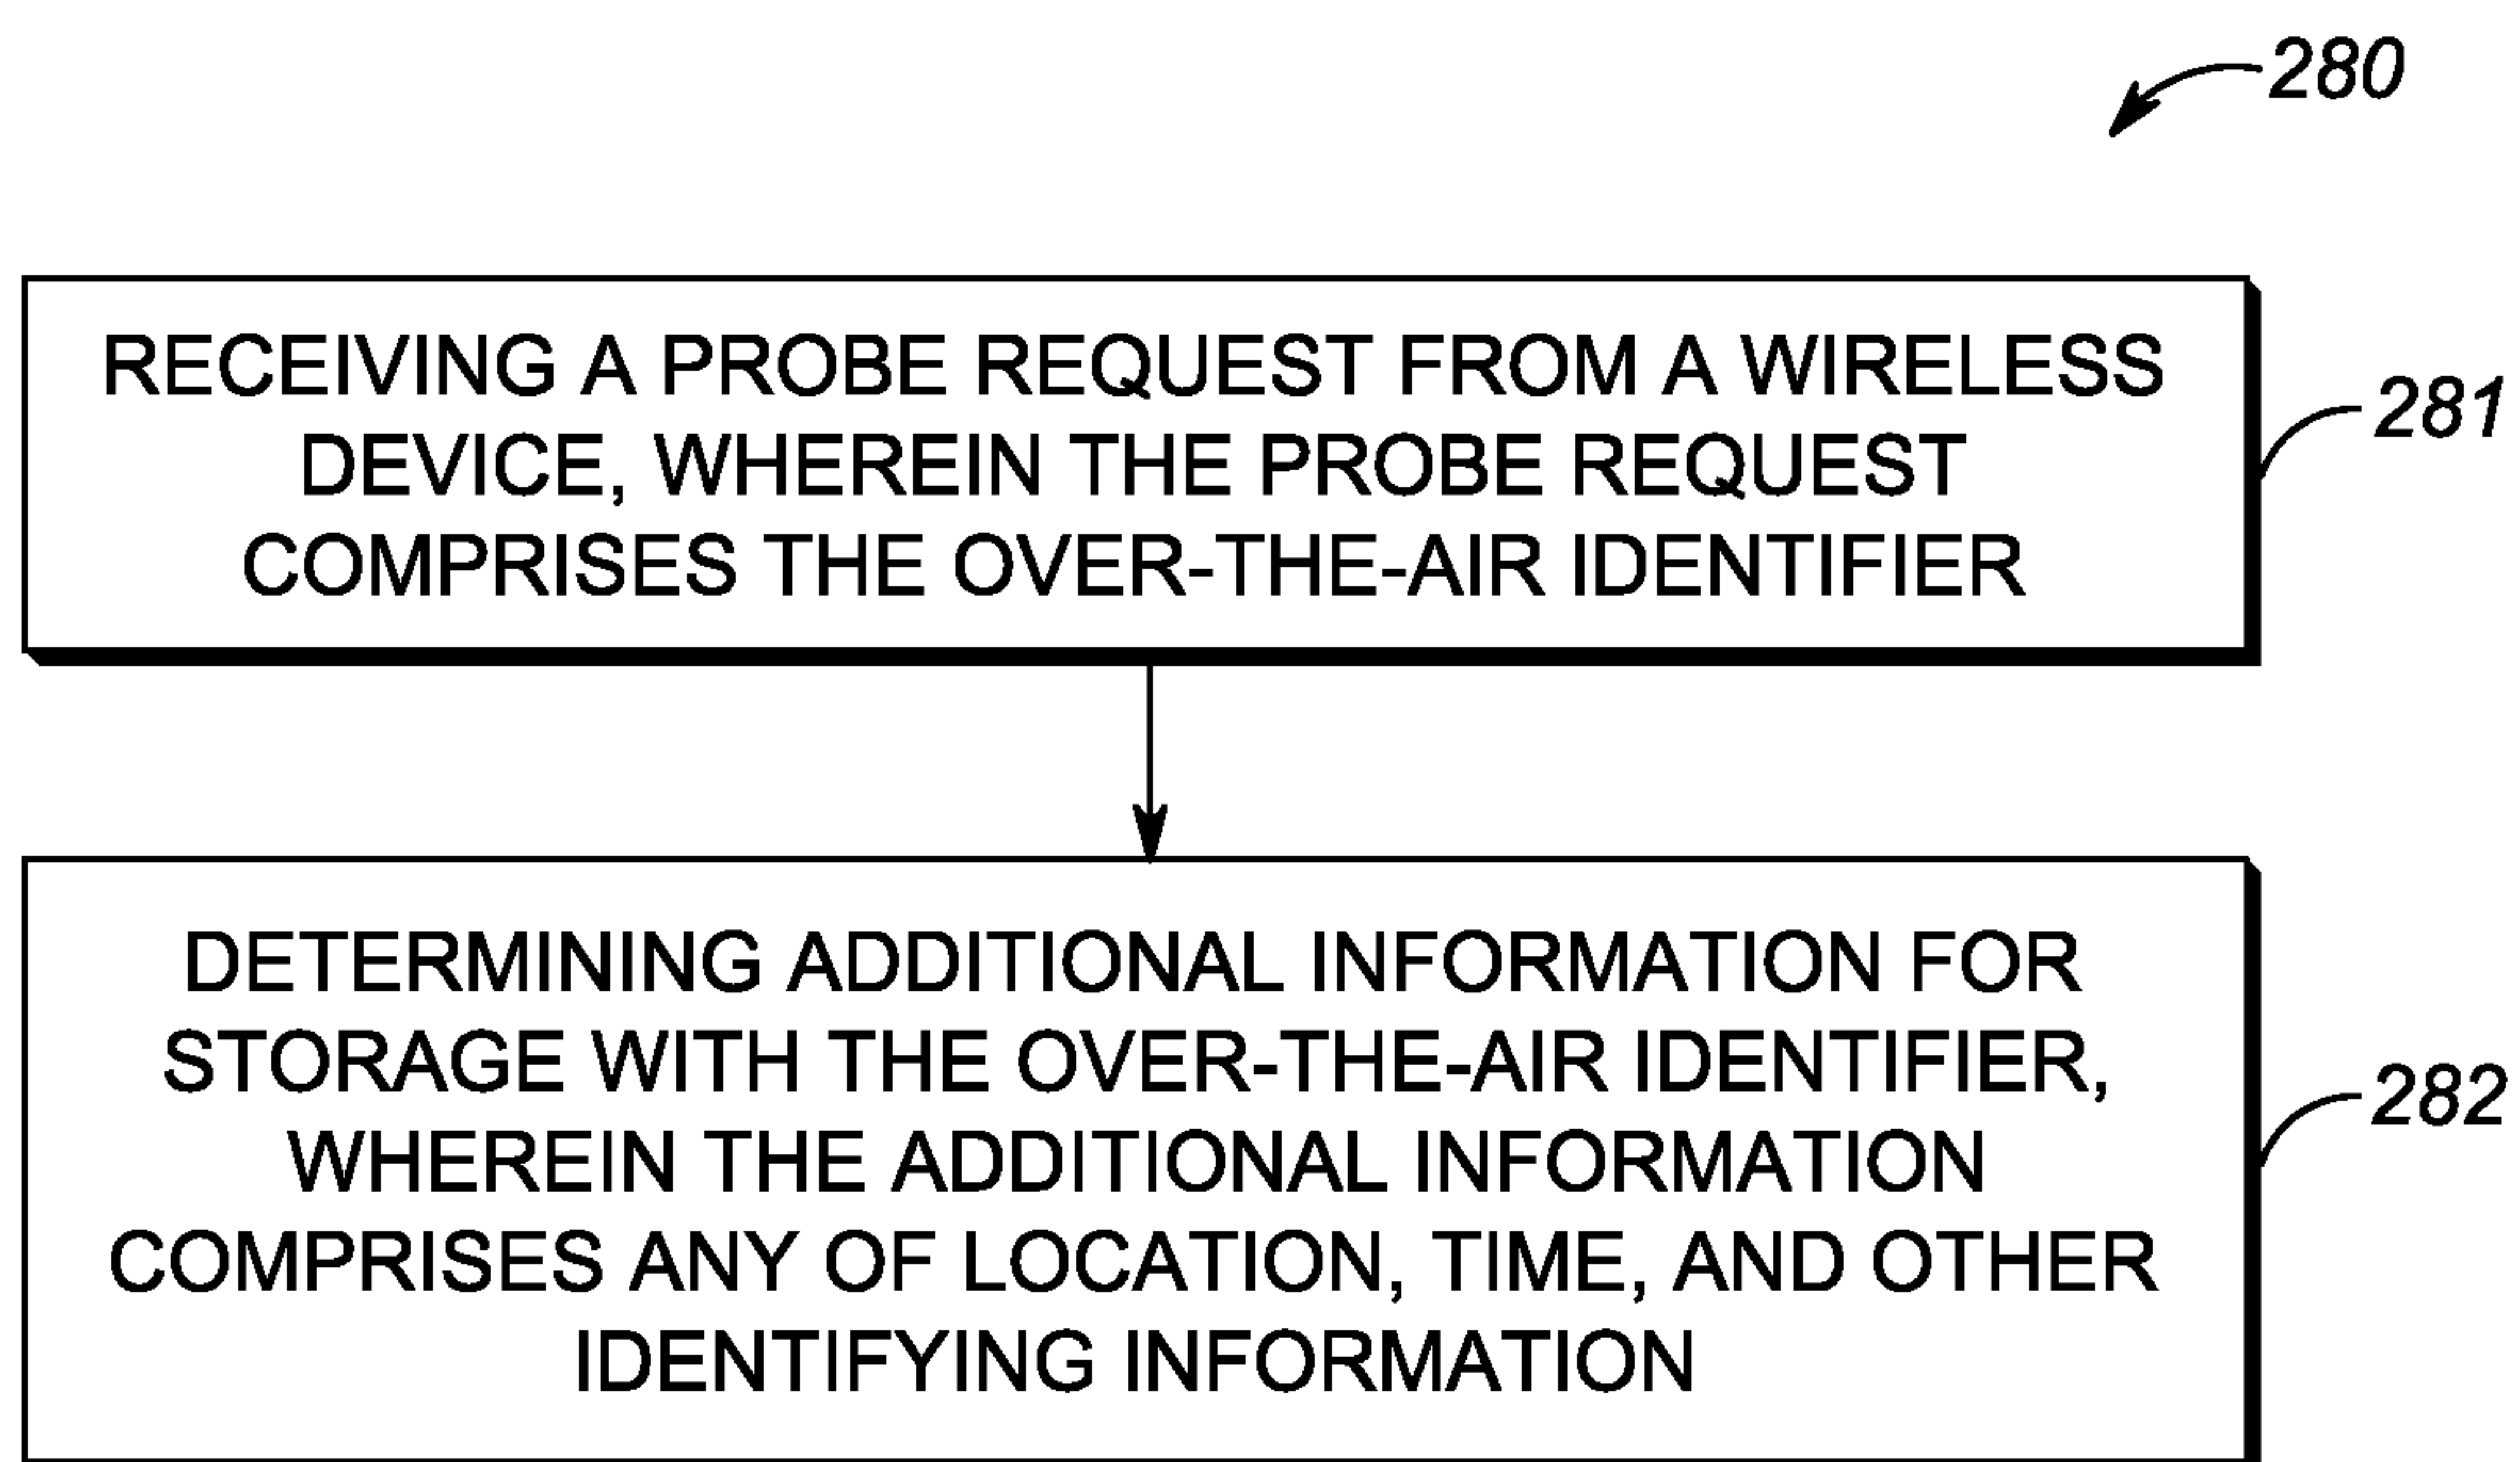 280
RECEIVING A PROBE REQUEST FROM A WIRELESS
DEVICE, WHEREIN THE PROBE REQUEST
COMPRISES THE OVER-THE-AIR IDENTIFIER
281
DETERMINING ADDITIONAL INFORMATION FOR
STORAGE WITH THE OVER-THE-AIR IDENTIFIER,
WHEREIN THE ADDITIONAL INFORMATION
COMPRISES ANY OF LOCATION, TIME, AND OTHER
IDENTIFYING INFORMATION
282